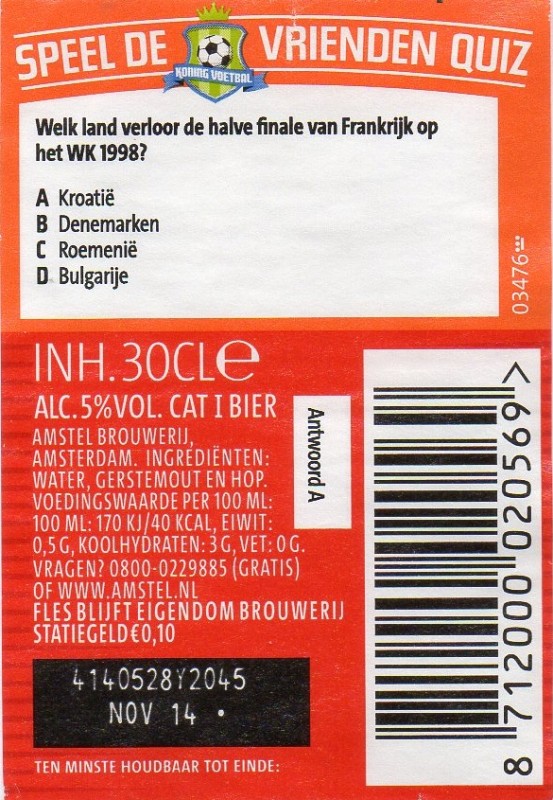 SPEEL DE VRIENDEN QUIZ
KONING VOETBAL
Welk land verloor de halve finale van Frankrijk op
het WK 1998?
A Kroatië
B Denemarken
C Roemenië
D Bulgarije
03476
INH. 30CL℮
ALC. 5%VOL. CAT I BIER
AMSTEL BROUWERIJ,
AMSTERDAM. INGREDIËNTEN:
WATER, GERSTEMOUT EN HOP.
VOEDINGSWAARDE PER 100 ML:
100 ML: 170 KJ/40 KCAL, EIWIT:
0,5 G, KOOLHYDRATEN: 3 G, VET: 0 G.
VRAGEN? 0800-0229885 (GRATIS)
OF WWW.AMSTEL.NL
FLES BLIJFT EIGENDOM BROUWERIJ
STATIEGELD €0,10
Antwoord A
8 712000 020569 >
4140528Y2045
NOV 14 •
TEN MINSTE HOUDBAAR TOT EINDE: